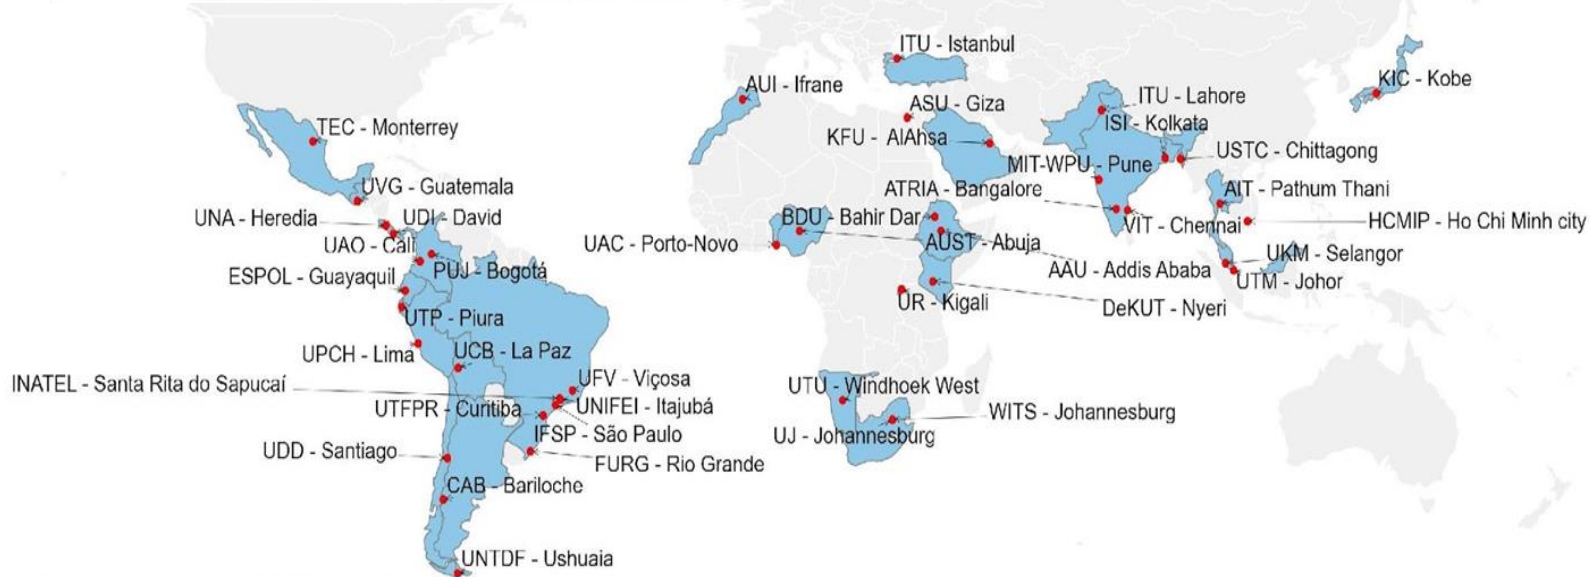 ITU - Istanbul
KIC - Kobe
AUI - Ifrane
ASU - Giza
ITU - Lahore
TEC - Monterrey
ISI - Kolkata
KFU - AlAhsa
MIT-WPU - Pune
USTC - Chittagong
UVG - Guatemala
ATRIA - Bangalore
AIT - Pathum Thani
UNA - Heredia
UDI - David
BDU - Bahir Dar
VIT - Chennai
HCMIP - Ho Chi Minh city
UAO - Cali
UAC - Porto-Novo
AUST - Abuja
UKM - Selangor
ESPOL - Guayaquil
PUJ - Bogotá
AAU - Addis Ababa
UTM - Johor
UR - Kigali
DeKUT - Nyeri
UTP - Piura
UPCH - Lima
UCB - La Paz
INATEL - Santa Rita do Sapucaí
UFV - Viçosa
UTU - Windhoek West
UTFPR - Curitiba
UNIFEI - Itajubá
WITS - Johannesburg
IFSP - São Paulo
UJ - Johannesburg
UDD - Santiago
FURG - Rio Grande
CAB - Bariloche
UNTDF - Ushuaia